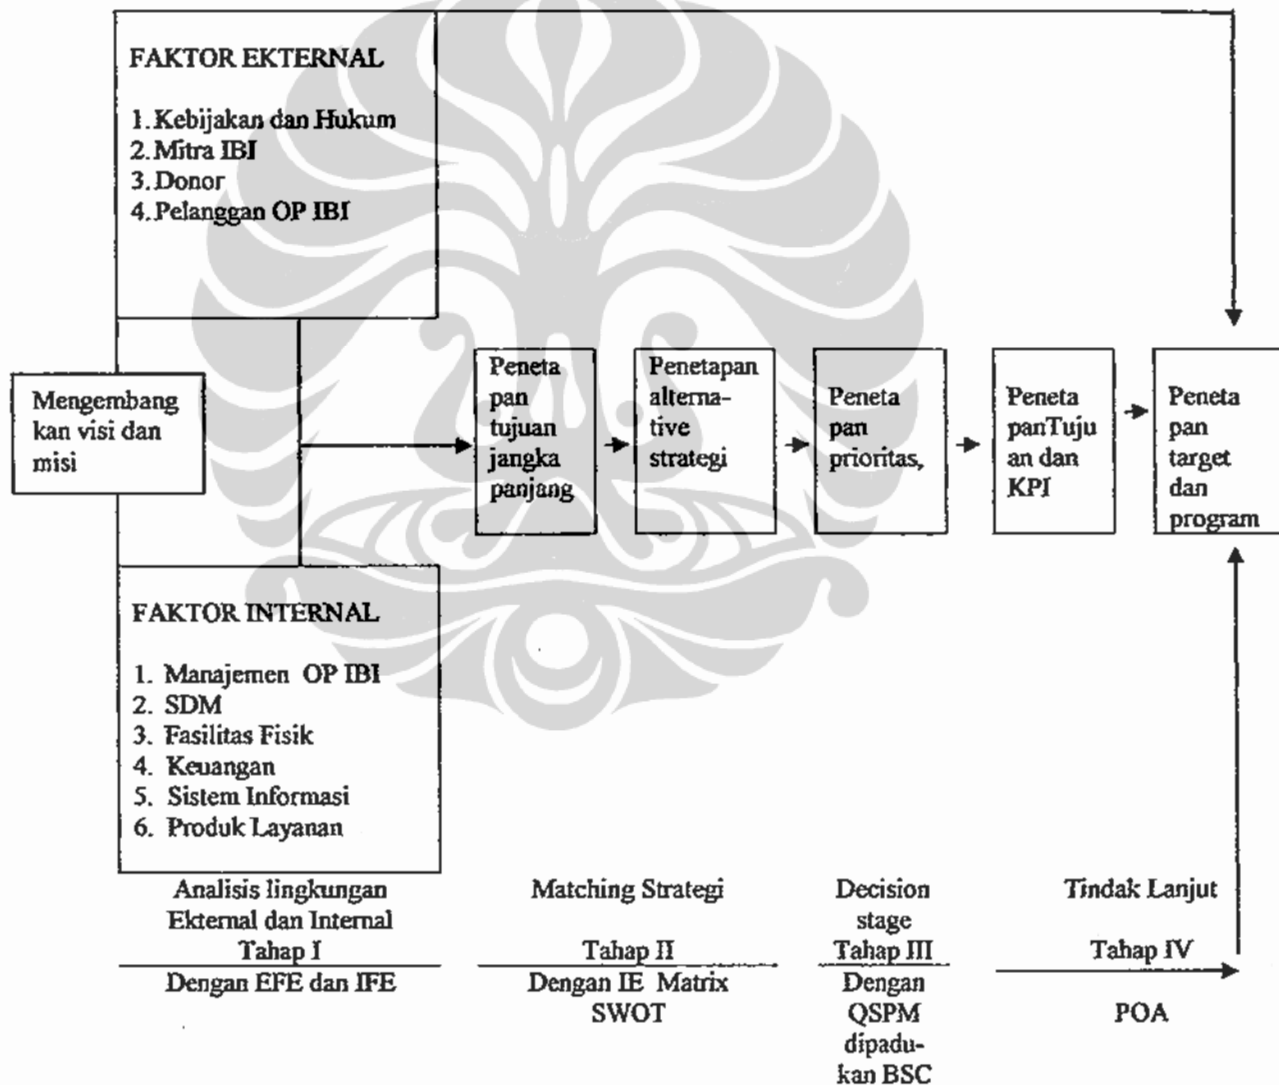 FAKTOR EKTERNAL
1. Kebijakan dan Hukum
2. Mitra IBI
3. Donor
4. Pelanggan OP IBI
Mengembang
kan visi dan
misi
Peneta
pan
tujuan
jangka
panjang
Penetapan
alterna-
tive
strategi
Peneta
pan
prioritas,
Peneta
panTuju
an dan
KPI
Peneta
pan
target
dan
program
FAKTOR INTERNAL
1. Manajemen OP IBI
2. SDM
3. Fasilitas Fisik
4. Keuangan
5. Sistem Informasi
6. Produk Layanan
Analisis lingkungan
Ekternal dan Internal
Tahap I
Dengan EFE dan IFE
Matching Strategi
Tahap II
Dengan IE Matrix
SWOT
Decision
stage
Tahap III
Dengan
QSPM
dipadu-
kan BSC
Tindak Lanjut
Tahap IV
POA